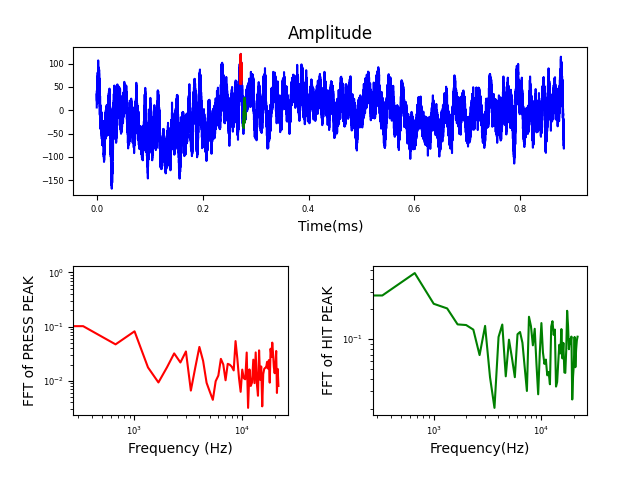 Amplitude
100
50
0
−50
−100
−150
0.0 0.2 0.4 0.6 0.8
Time(ms)
FFT of PRESS PEAK
10⁰
10⁻¹
10⁻²
10³ 10⁴
Frequency (Hz)
FFT of HIT PEAK
10⁻¹
10³ 10⁴
Frequency(Hz)